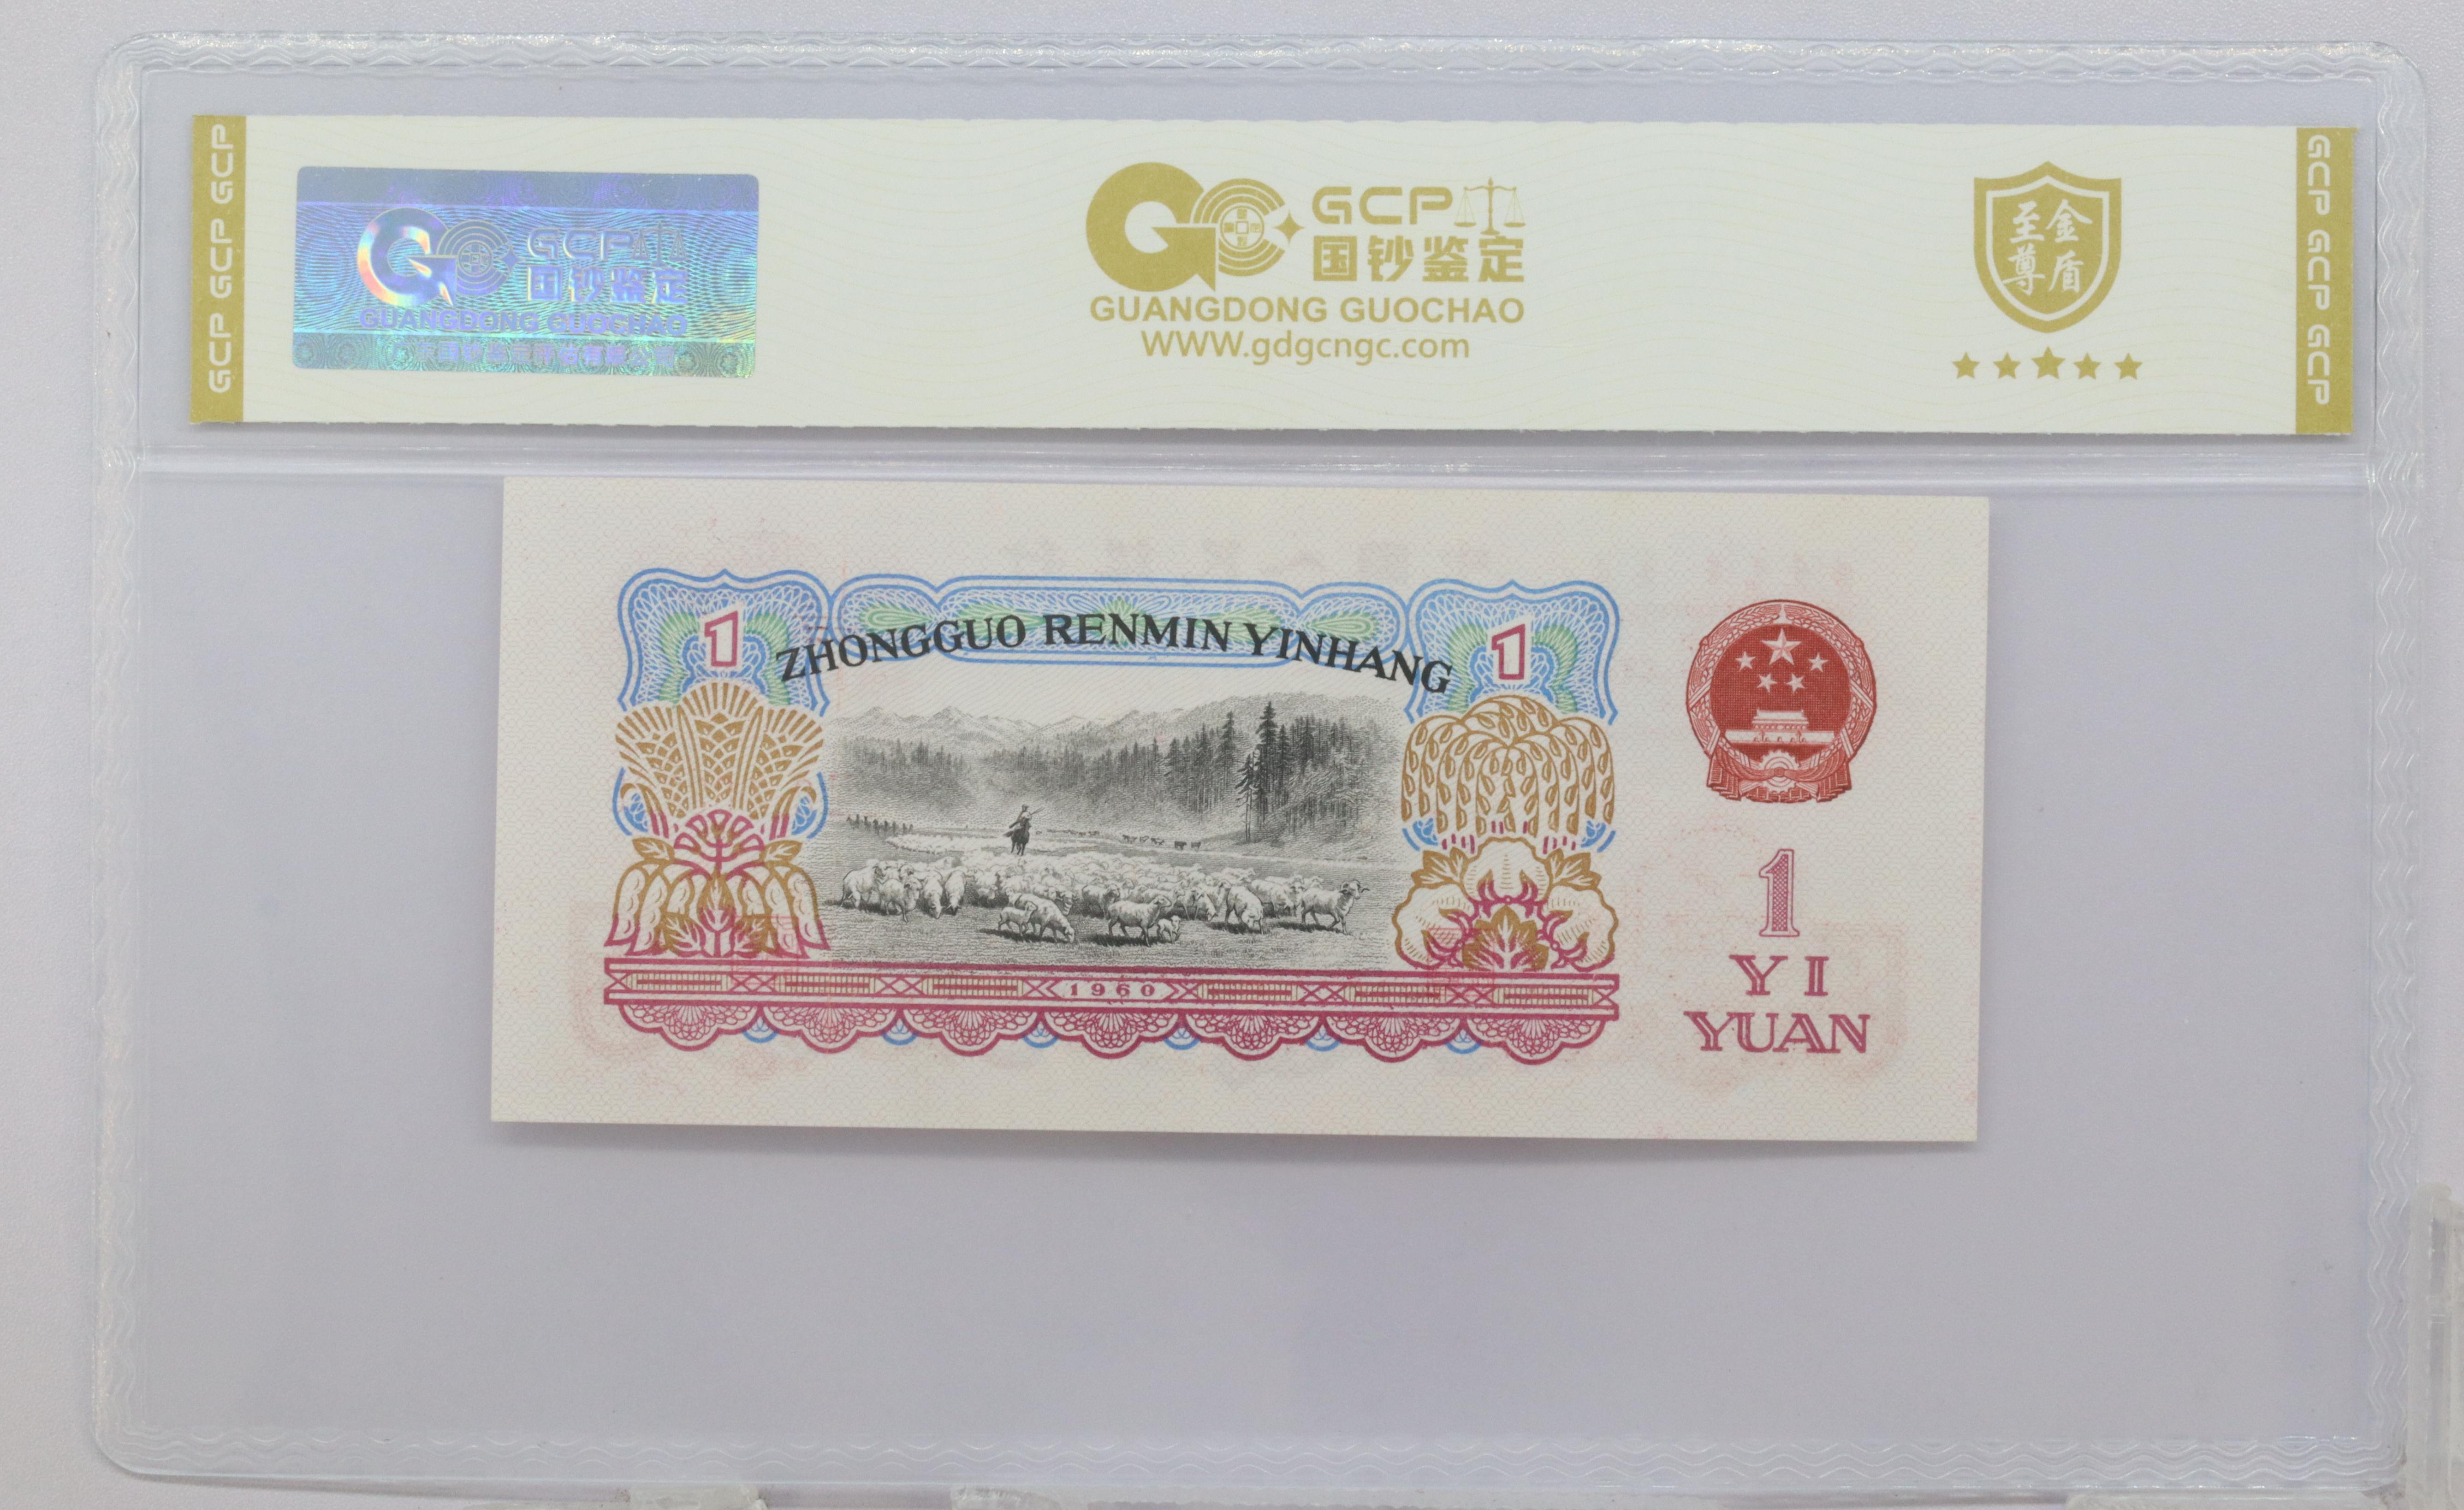 GCP GCP GCP
GCP
国钞鉴定
GUANGDONG GUOCHAO
GCP
国钞鉴定
GUANGDONG GUOCHAO
www.gdgcngc.com
至尊
金盾
GCP GCP GCP
ZHONGGUO RENMIN YINHANG
1
1
1960
1
YI
YUAN